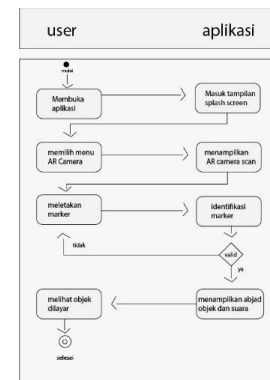 user aplikasi
mulai
Membuka
aplikasi
Masuk tampilan
splash screen
memilih menu
AR Camera
menampilkan
AR camera scan
meletakan
marker
identifikasi
marker
tidak
valid
ya
melihat objek
dilayar
menampilkan abjad
objek dan suara
selesai